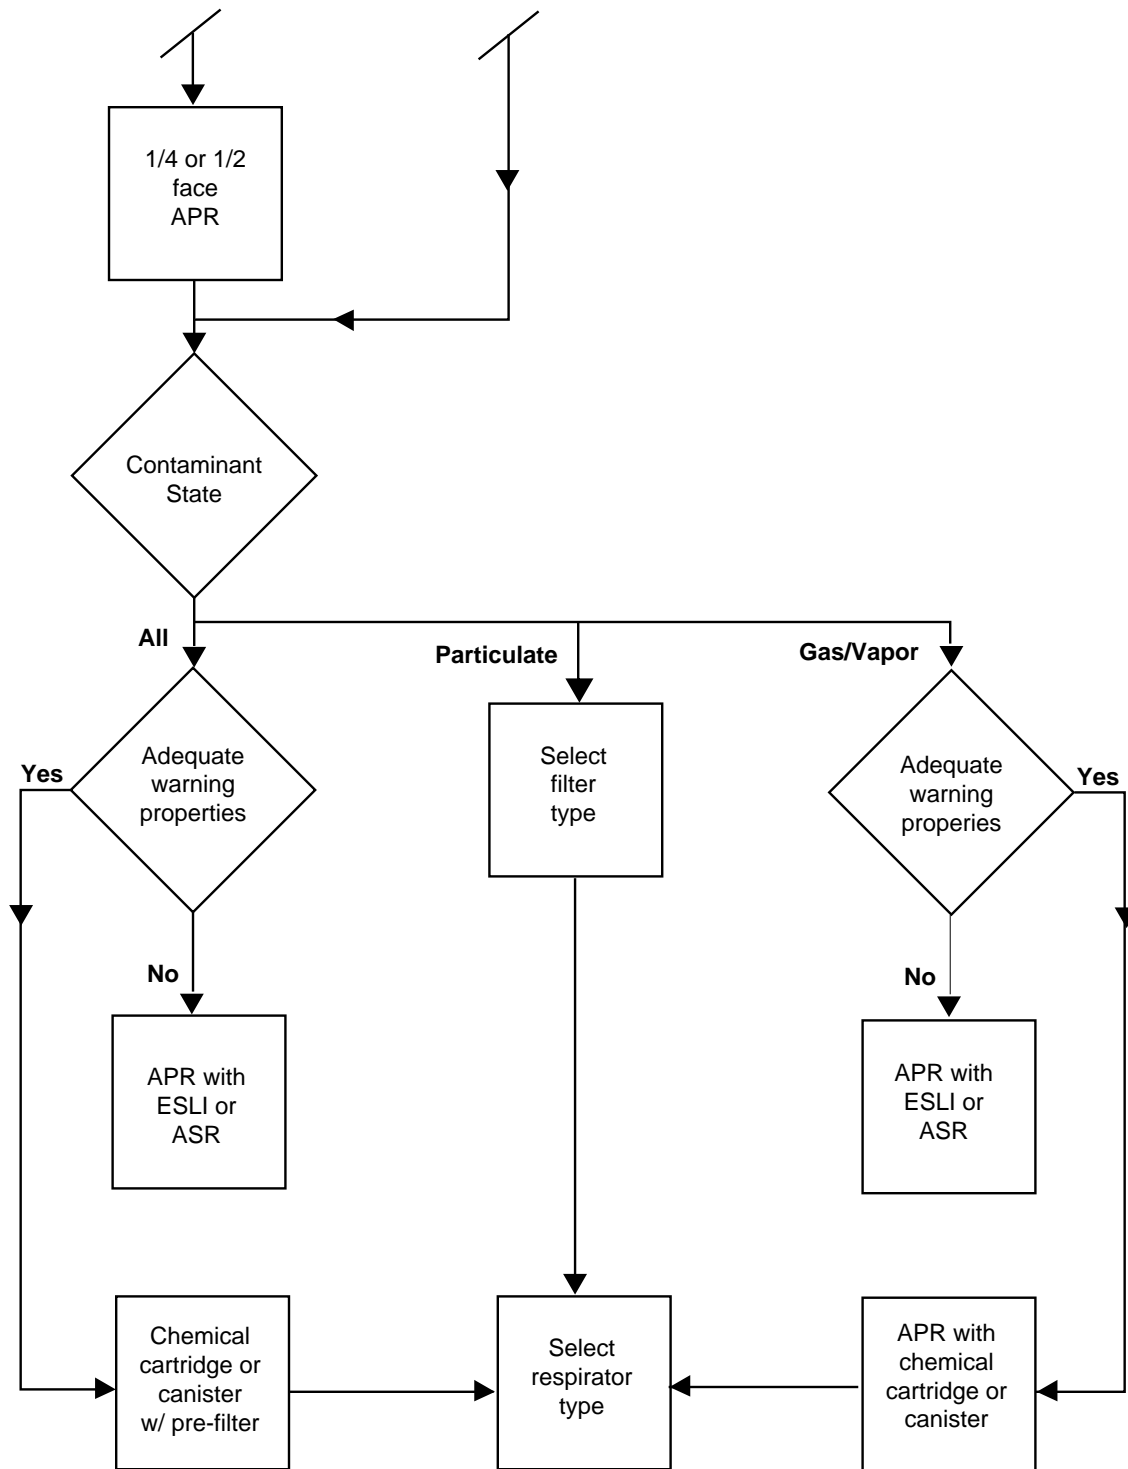 1/4 or 1/2
face
APR
Contaminant
State
All
Particulate
Gas/Vapor
Adequate
warning
properties
Yes
No
Select
filter
type
Adequate
warning
properies
Yes
No
APR with
ESLI or
ASR
APR with
ESLI or
ASR
Chemical
cartridge or
canister
w/ pre-filter
Select
respirator
type
APR with
chemical
cartridge or
canister